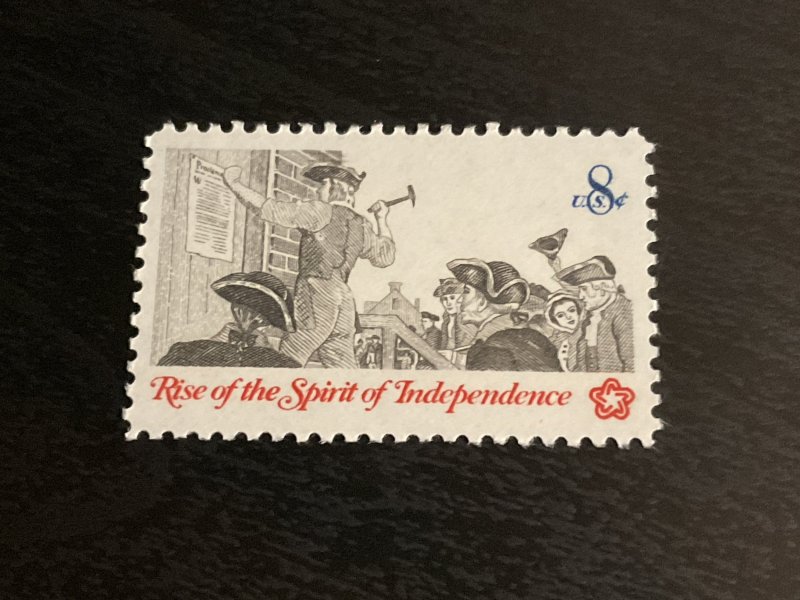 8
U.S. ¢
Rise of the Spirit of Independence